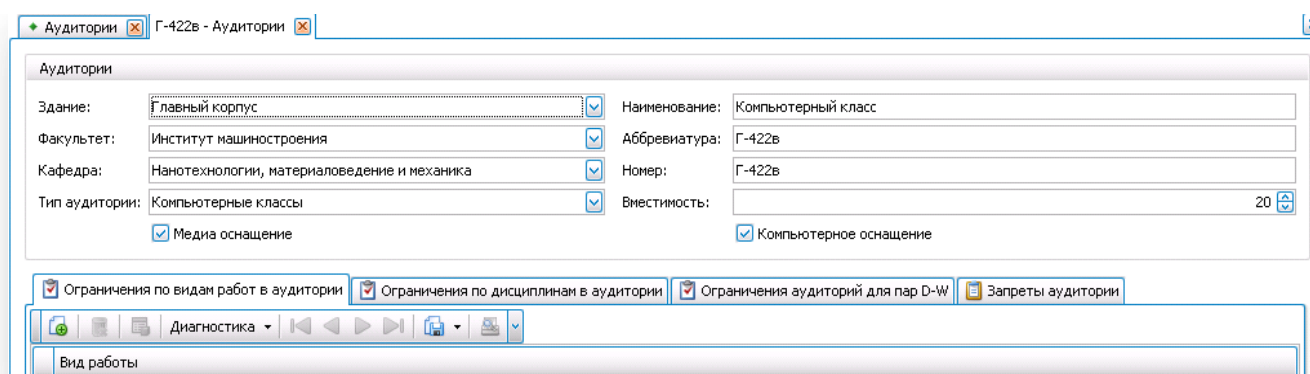 Аудитории Г-422в - Аудитории
Аудитории
Здание: Главный корпус Наименование: Компьютерный класс
Факультет: Институт машиностроения Аббревиатура: Г-422в
Кафедра: Нанотехнологии, материаловедение и механика Номер: Г-422в
Тип аудитории: Компьютерные классы Вместимость: 20
Медиа оснащение Компьютерное оснащение
Ограничения по видам работ в аудитории Ограничения по дисциплинам в аудитории Ограничения аудиторий для пар D-W Запреты аудитории
Диагностика
Вид работы